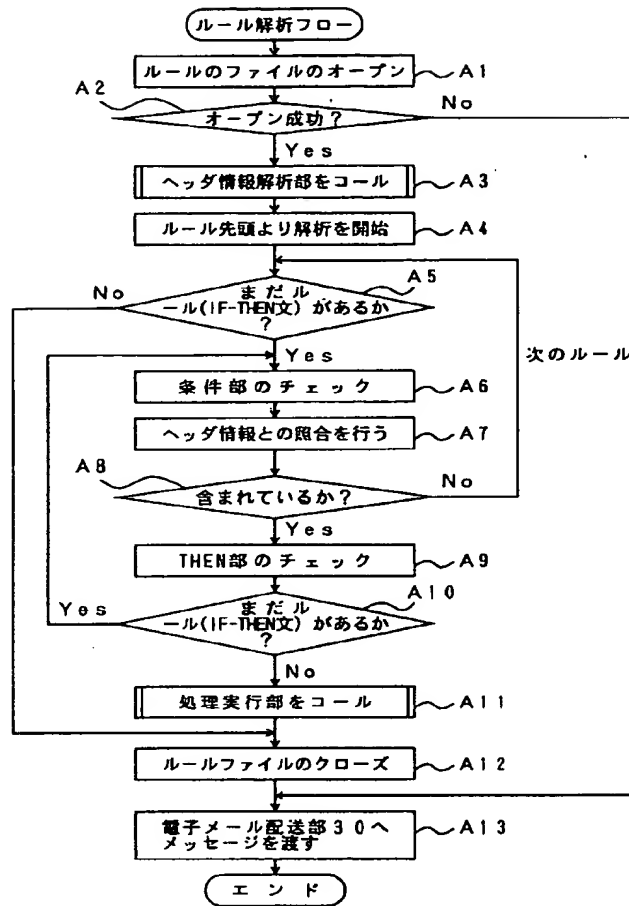 ルール解析フロー
ルールのファイルのオープン
A1
A2
オープン成功?
No
Yes
ヘッダ情報解析部をコール
A3
ルール先頭より解析を開始
A4
A5
No
まだル
ール(IF-THEN文)があるか
?
Yes
次のルール
条件部のチェック
A6
ヘッダ情報との照合を行う
A7
A8
含まれているか?
No
Yes
THEN部のチェック
A9
A10
Yes
まだル
ール(IF-THEN文)があるか
?
No
処理実行部をコール
A11
ルールファイルのクローズ
A12
電子メール配送部30へ
メッセージを渡す
A13
エンド